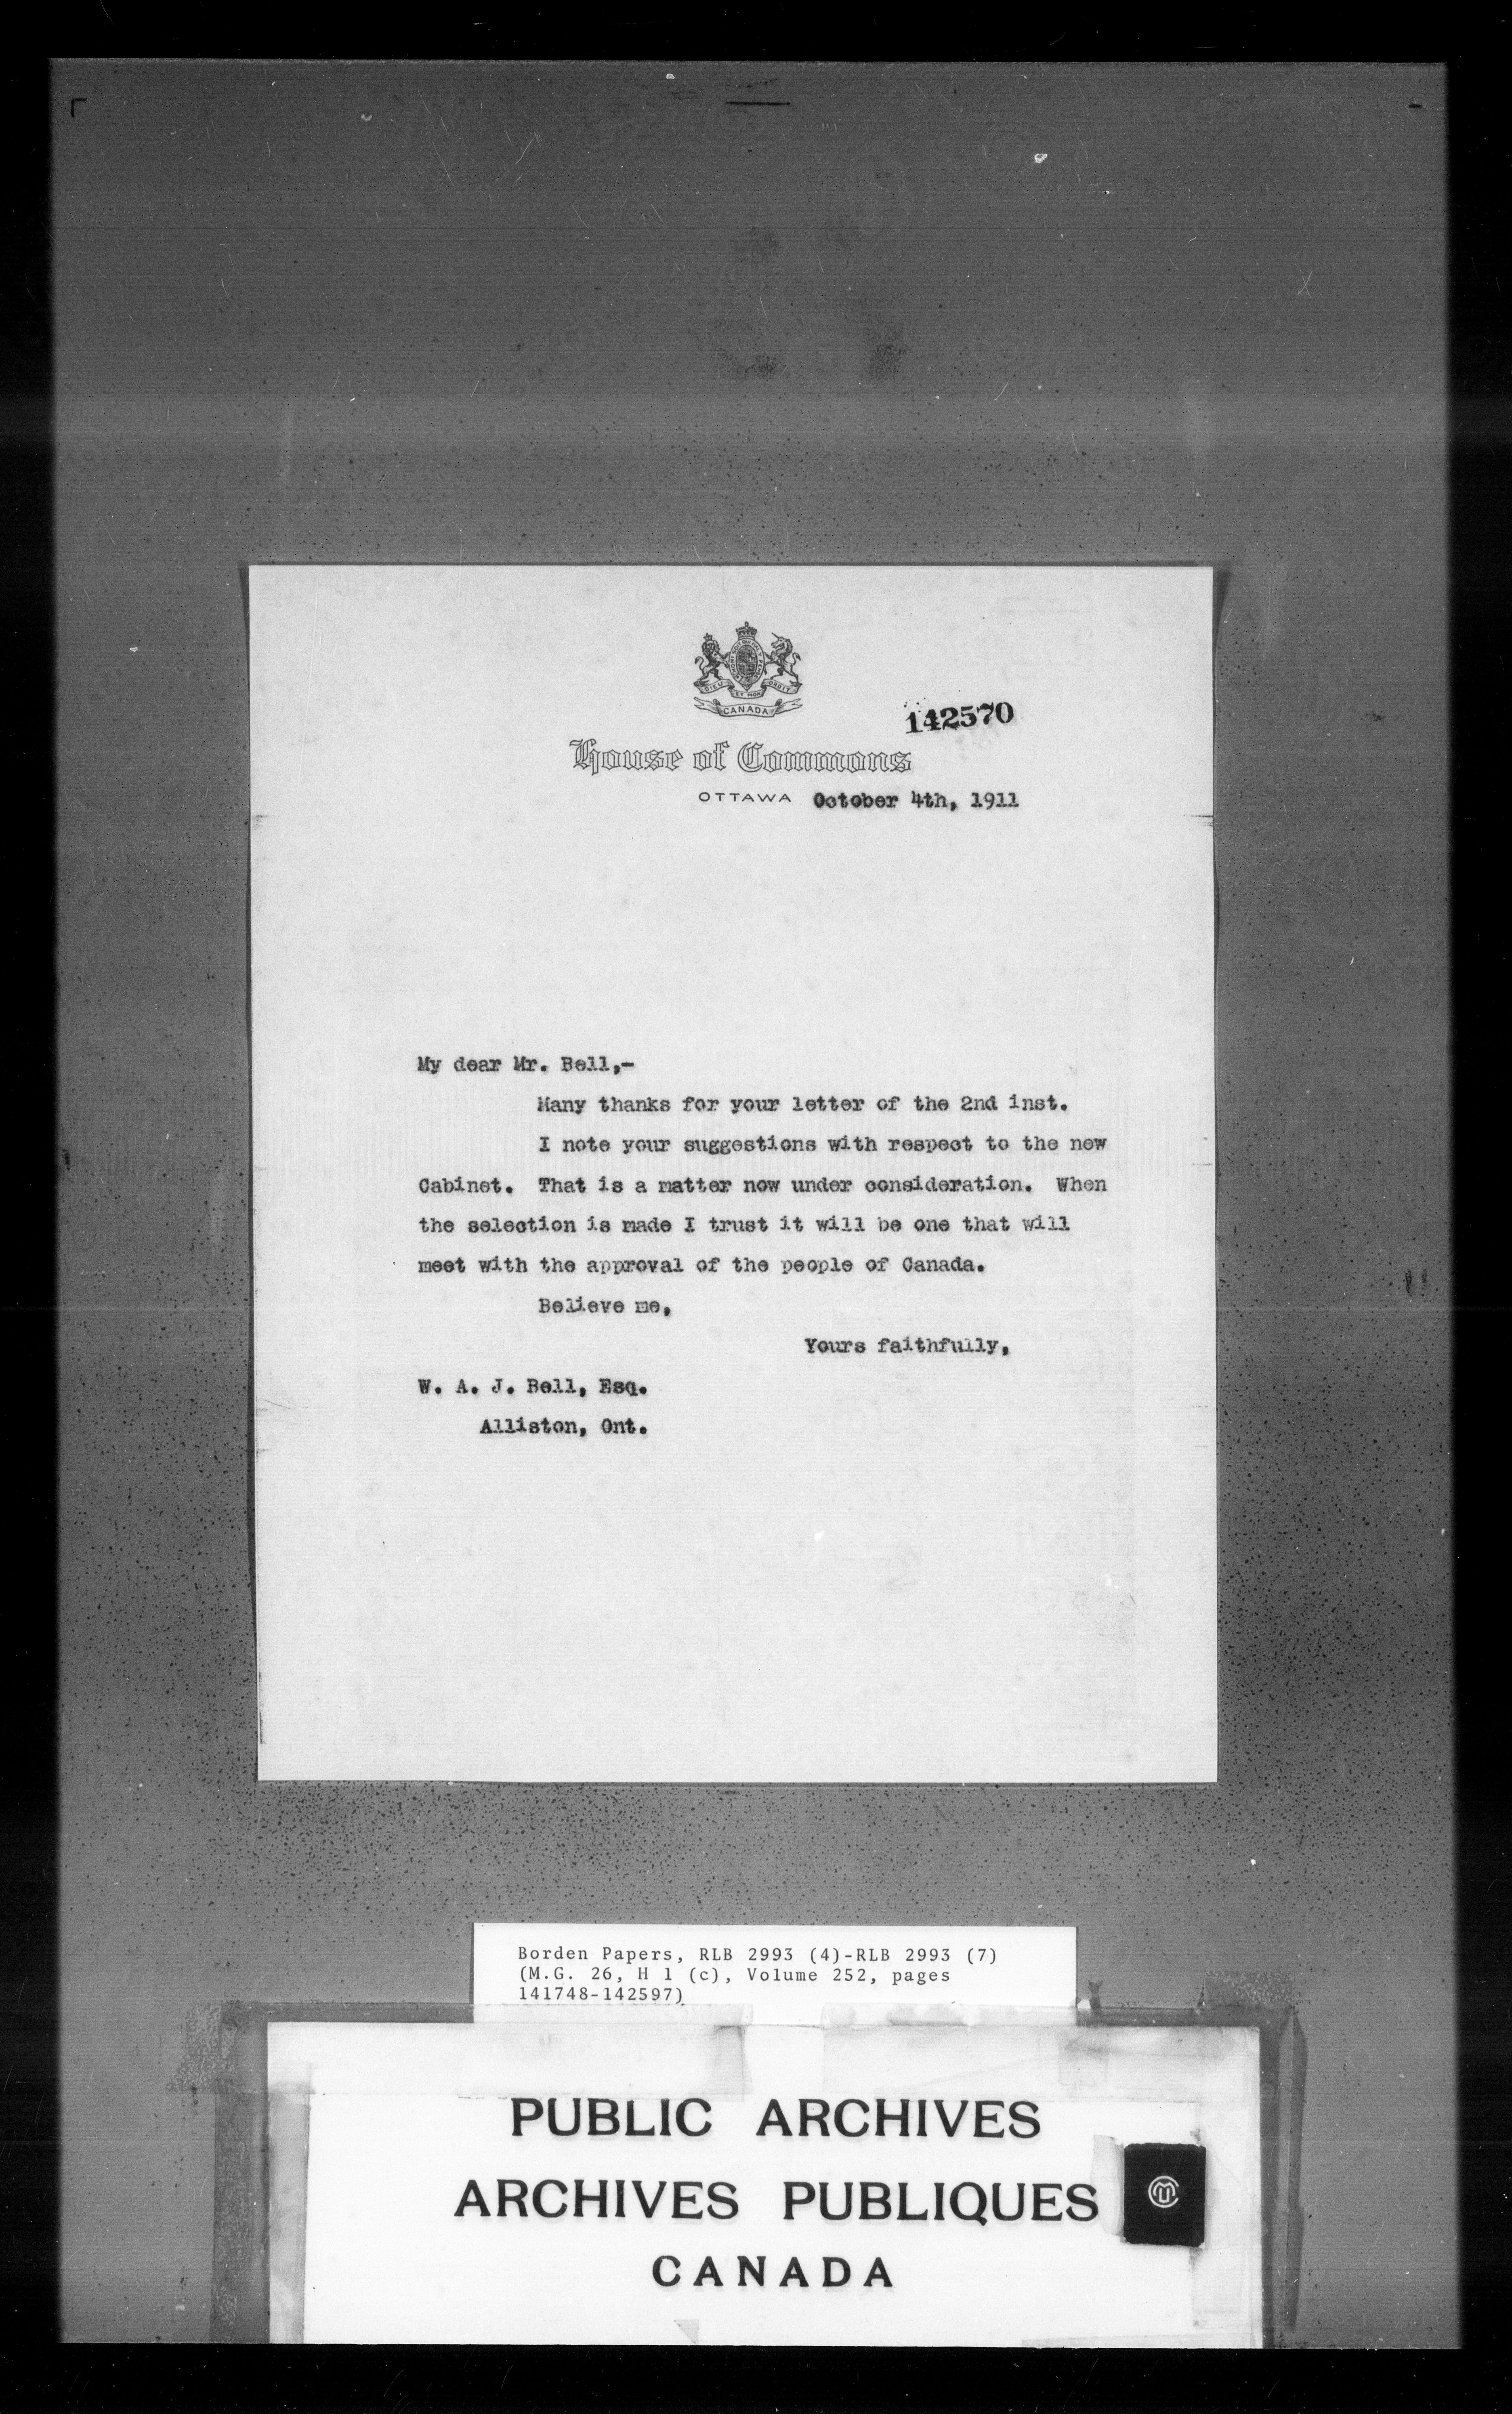 DIEU ET MON DROIT
CANADA
142570
House of Commons
OTTAWA October 4th, 1911
My dear Mr. Bell,-
Many thanks for your letter of the 2nd inst.
I note your suggestions with respect to the new
Cabinet. That is a matter now under consideration. When
the selection is made I trust it will be one that will
meet with the approval of the people of Canada.
Believe me,
Yours faithfully,
W. A. J. Bell, Esq.
Alliston, Ont.
Borden Papers, RLB 2993 (4)-RLB 2993 (7)
(M.G. 26, H 1 (c), Volume 252, pages
141748-142597)
PUBLIC ARCHIVES
ARCHIVES PUBLIQUES
CANADA